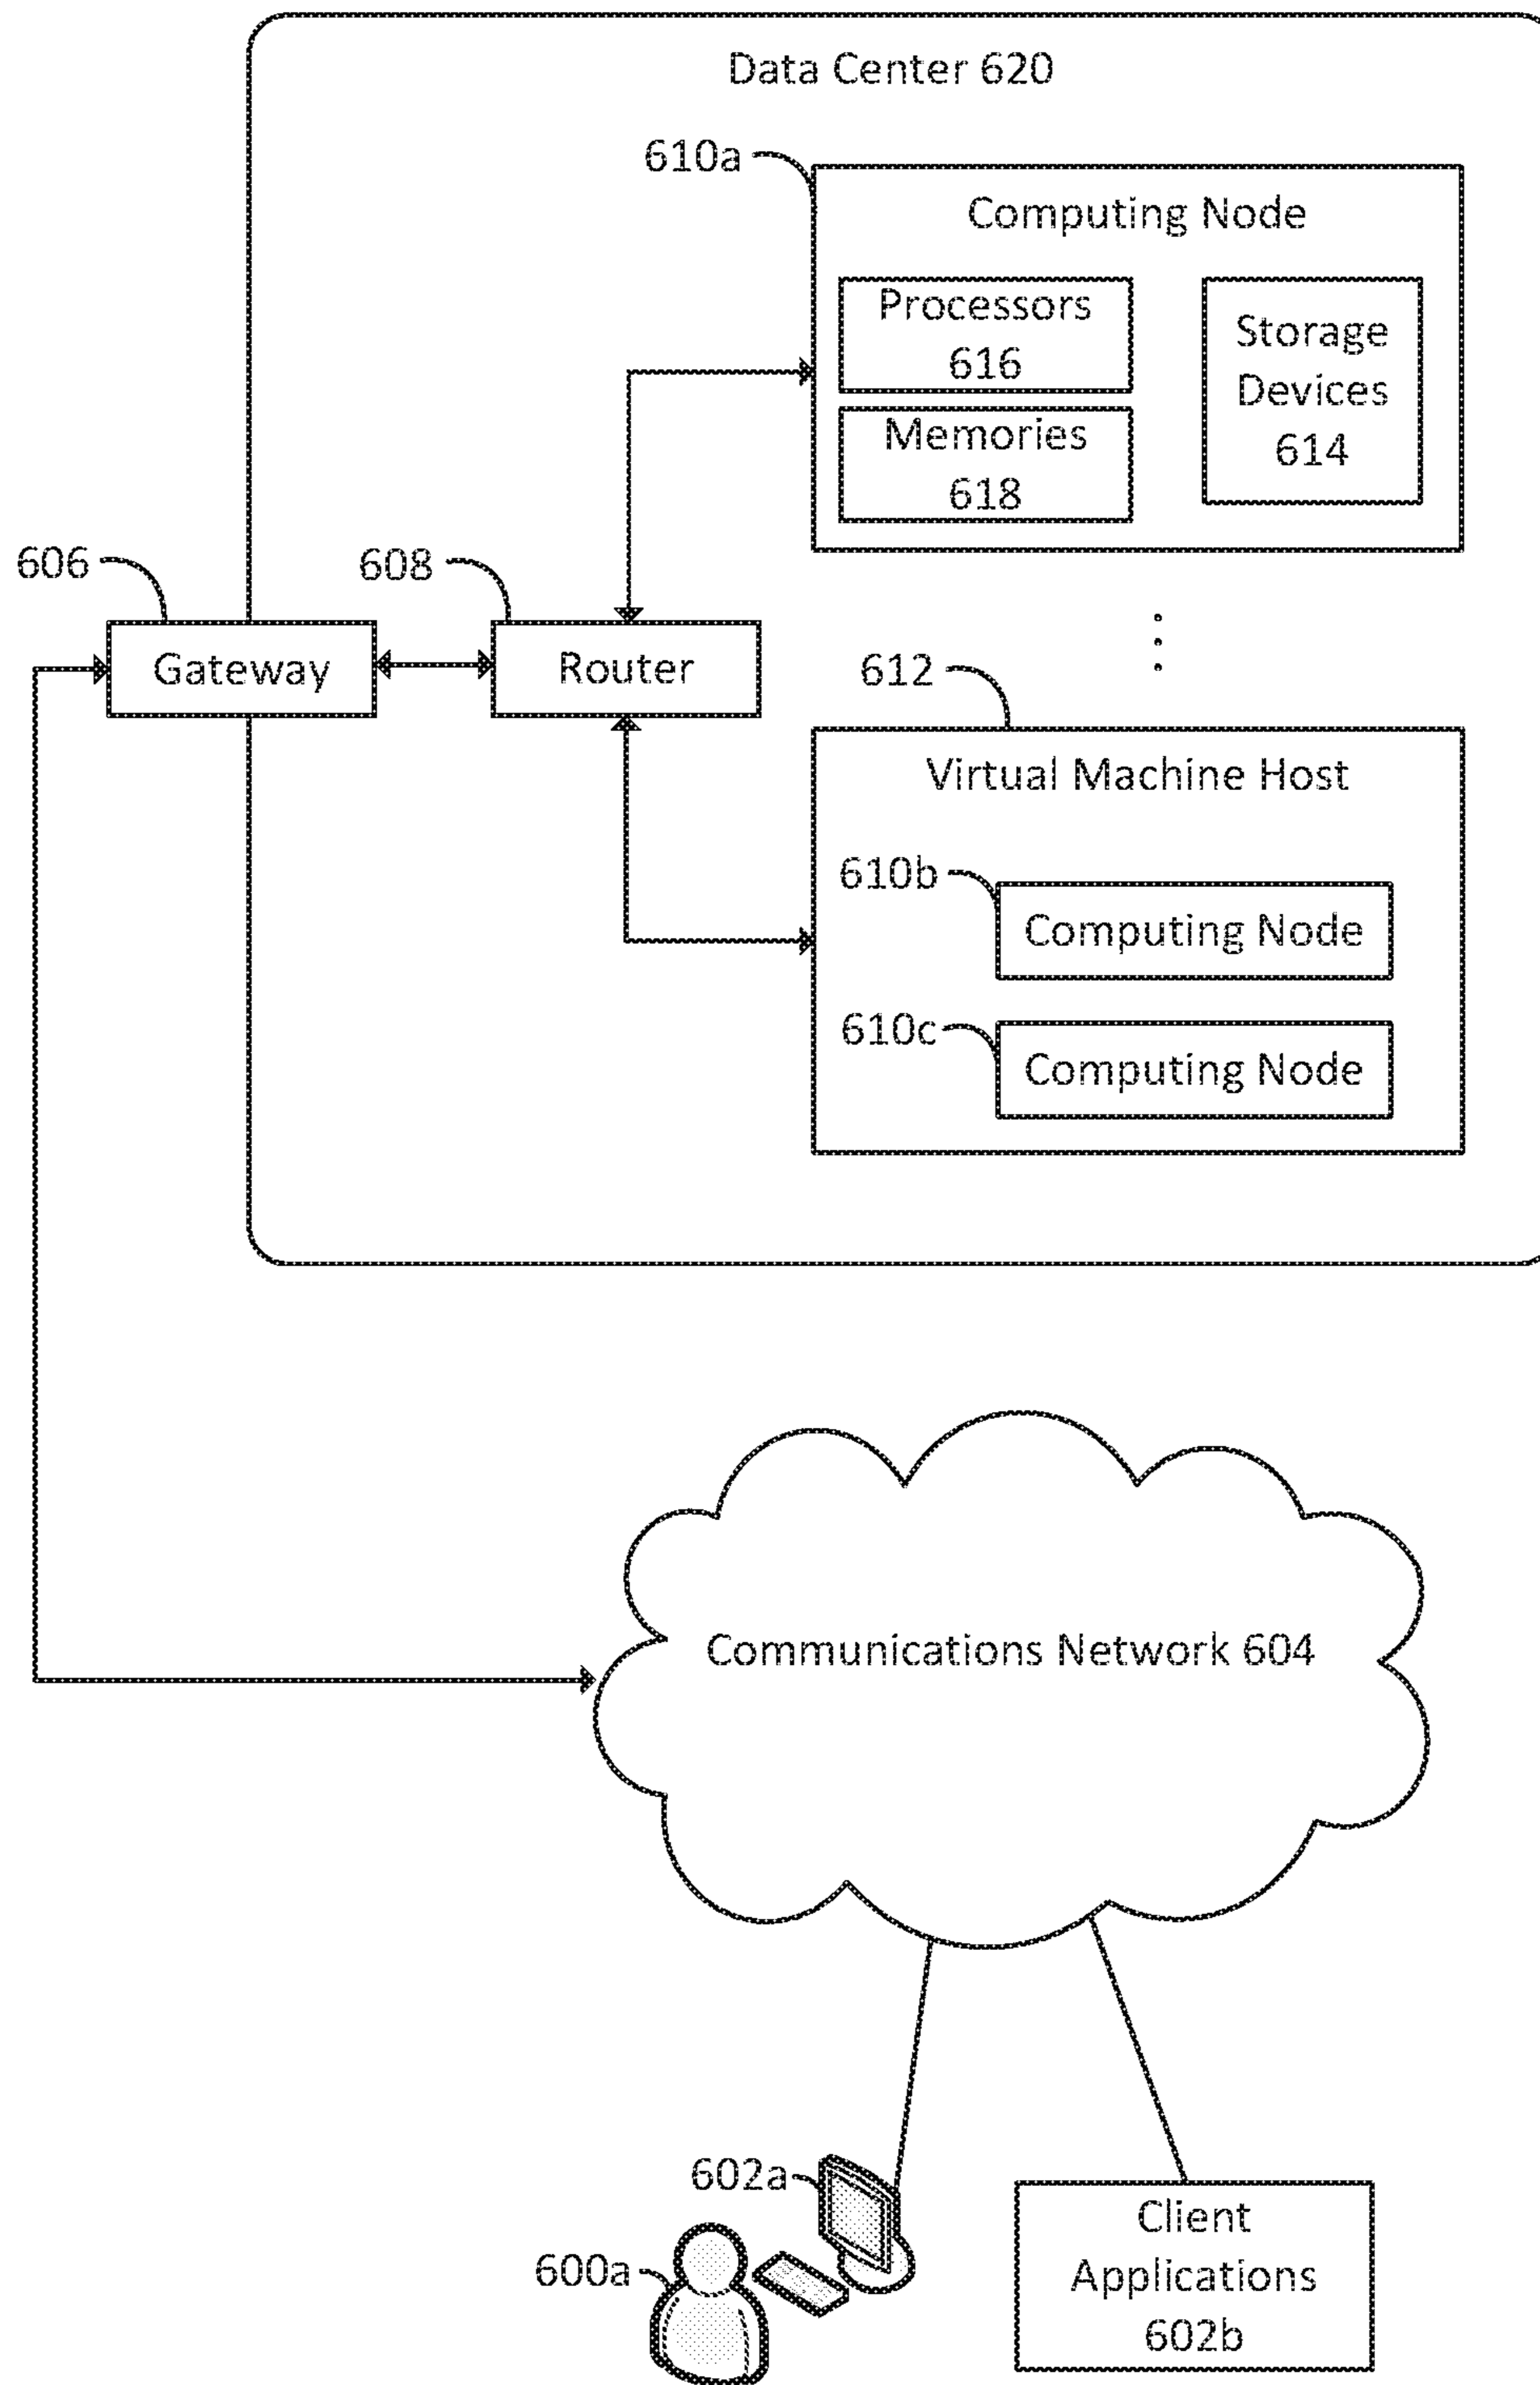 Data Center 620
610a
Computing Node
Processors
616
Storage
Devices
614
Memories
618
606
608
Gateway
Router
612
Virtual Machine Host
610b
Computing Node
610c
Computing Node
Communications Network 604
602a
600a
Client
Applications
602b